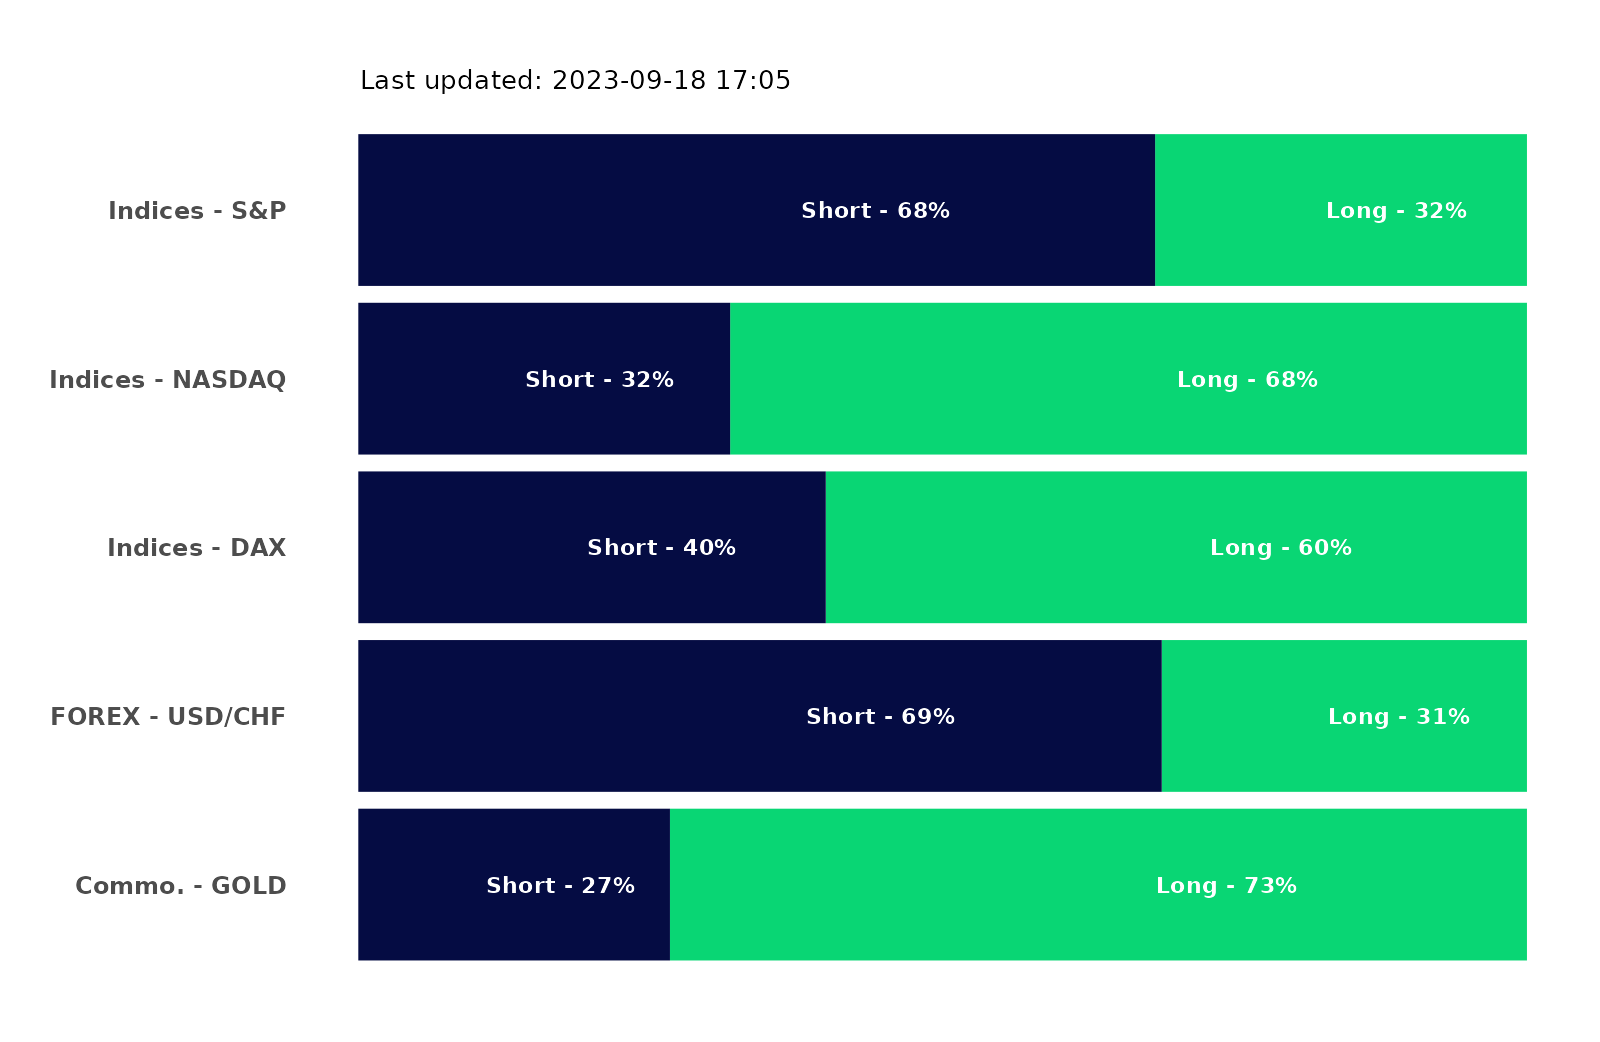 Last updated: 2023-09-18 17:05
Indices - S&P Short - 68% Long - 32%
Indices - NASDAQ Short - 32% Long - 68%
Indices - DAX Short - 40% Long - 60%
FOREX - USD/CHF Short - 69% Long - 31%
Commo. - GOLD Short - 27% Long - 73%